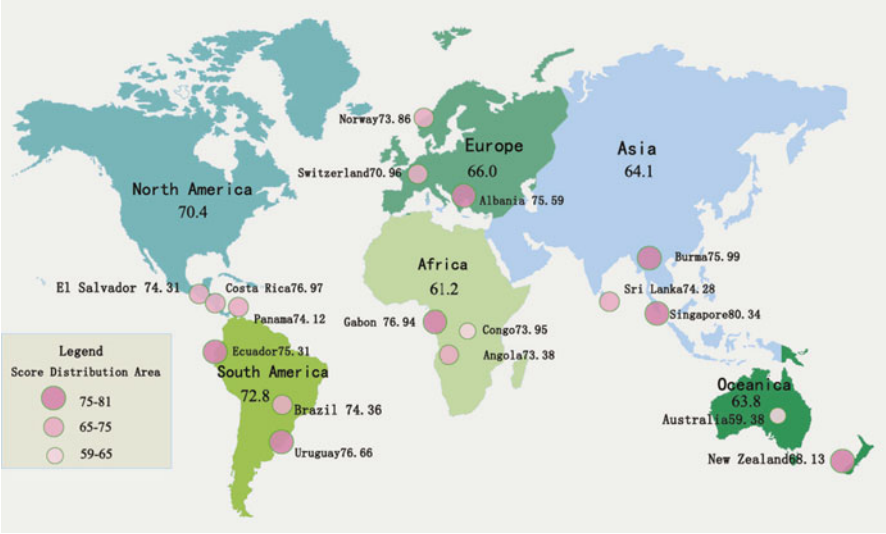 Norway73.86
Europe
66.0
Asia
64.1
Switzerland70.96
North America
70.4
Albania 75.59
Africa
61.2
Burma75.99
El Salvador 74.31
Costa Rica76.97
Sri Lanka74.28
Panama74.12
Gabon 76.94
Singapore80.34
Congo73.95
Legend
Score Distribution Area
75-81
65-75
59-65
Ecuador75.31
Angola73.38
South America
72.8
Oceanica
63.8
Brazil 74.36
Australia59.38
Uruguay76.66
New Zealand68.13